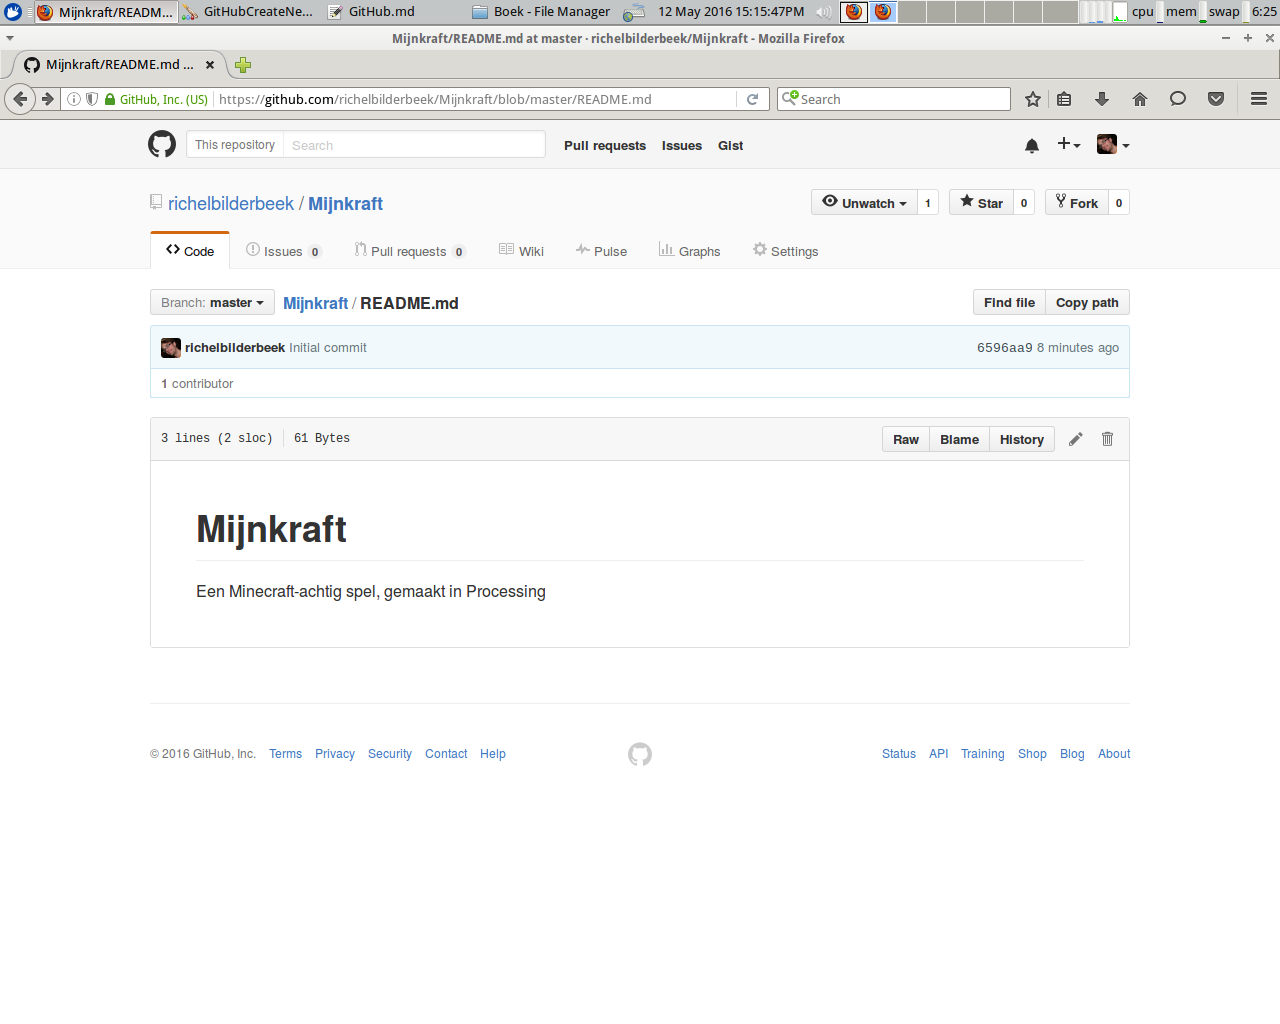 Mijnkraft/READM... GitHubCreateNe... GitHub.md Boek - File Manager 12 May 2016 15:15:47PM cpu mem swap 6:25
Mijnkraft/README.md at master · richelbilderbeek/Mijnkraft - Mozilla Firefox
Mijnkraft/README.md ...
GitHub, Inc. (US) https://github.com/richelbilderbeek/Mijnkraft/blob/master/README.md Search
This repository Search Pull requests Issues Gist
richelbilderbeek / Mijnkraft Unwatch 1 Star 0 Fork 0
Code Issues 0 Pull requests 0 Wiki Pulse Graphs Settings
Branch: master Mijnkraft / README.md Find file Copy path
richelbilderbeek Initial commit 6596aa9 8 minutes ago
1 contributor
3 lines (2 sloc) 61 Bytes Raw Blame History
Mijnkraft
Een Minecraft-achtig spel, gemaakt in Processing
© 2016 GitHub, Inc. Terms Privacy Security Contact Help Status API Training Shop Blog About